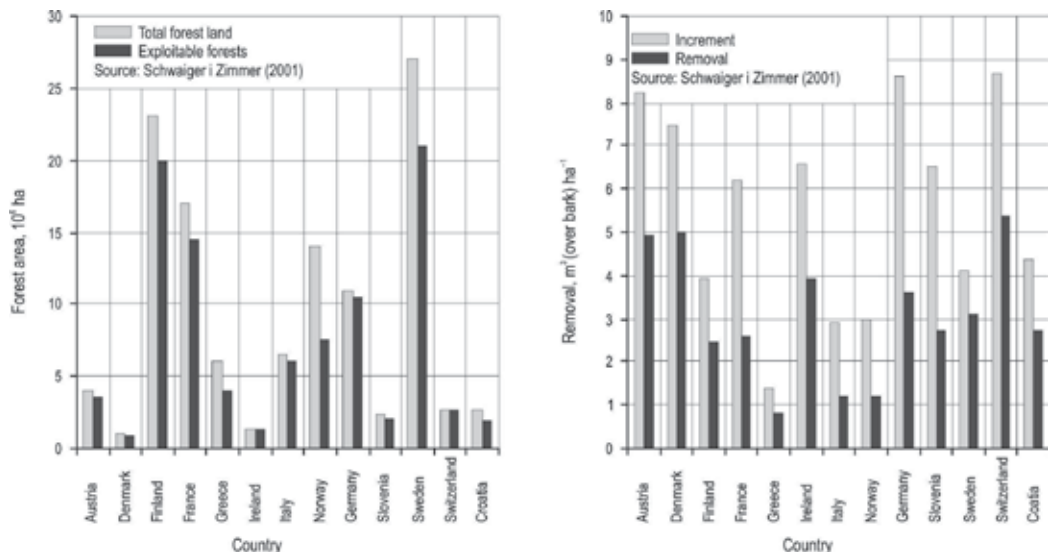 30
25
20
15
10
5
0
Forest area, 10⁶ ha
Total forest land
Exploitable forests
Source: Schwaiger i Zimmer (2001)
Austria
Denmark
Finland
France
Greece
Ireland
Italy
Norway
Germany
Slovenia
Sweden
Switzerland
Croatia
Country
10
9
8
7
6
5
4
3
2
1
0
Removal, m³ (over bark) ha⁻¹
Increment
Removal
Source: Schwaiger i Zimmer (2001)
Austria
Denmark
Finland
France
Greece
Ireland
Italy
Norway
Germany
Slovenia
Sweden
Switzerland
Coatia
Country